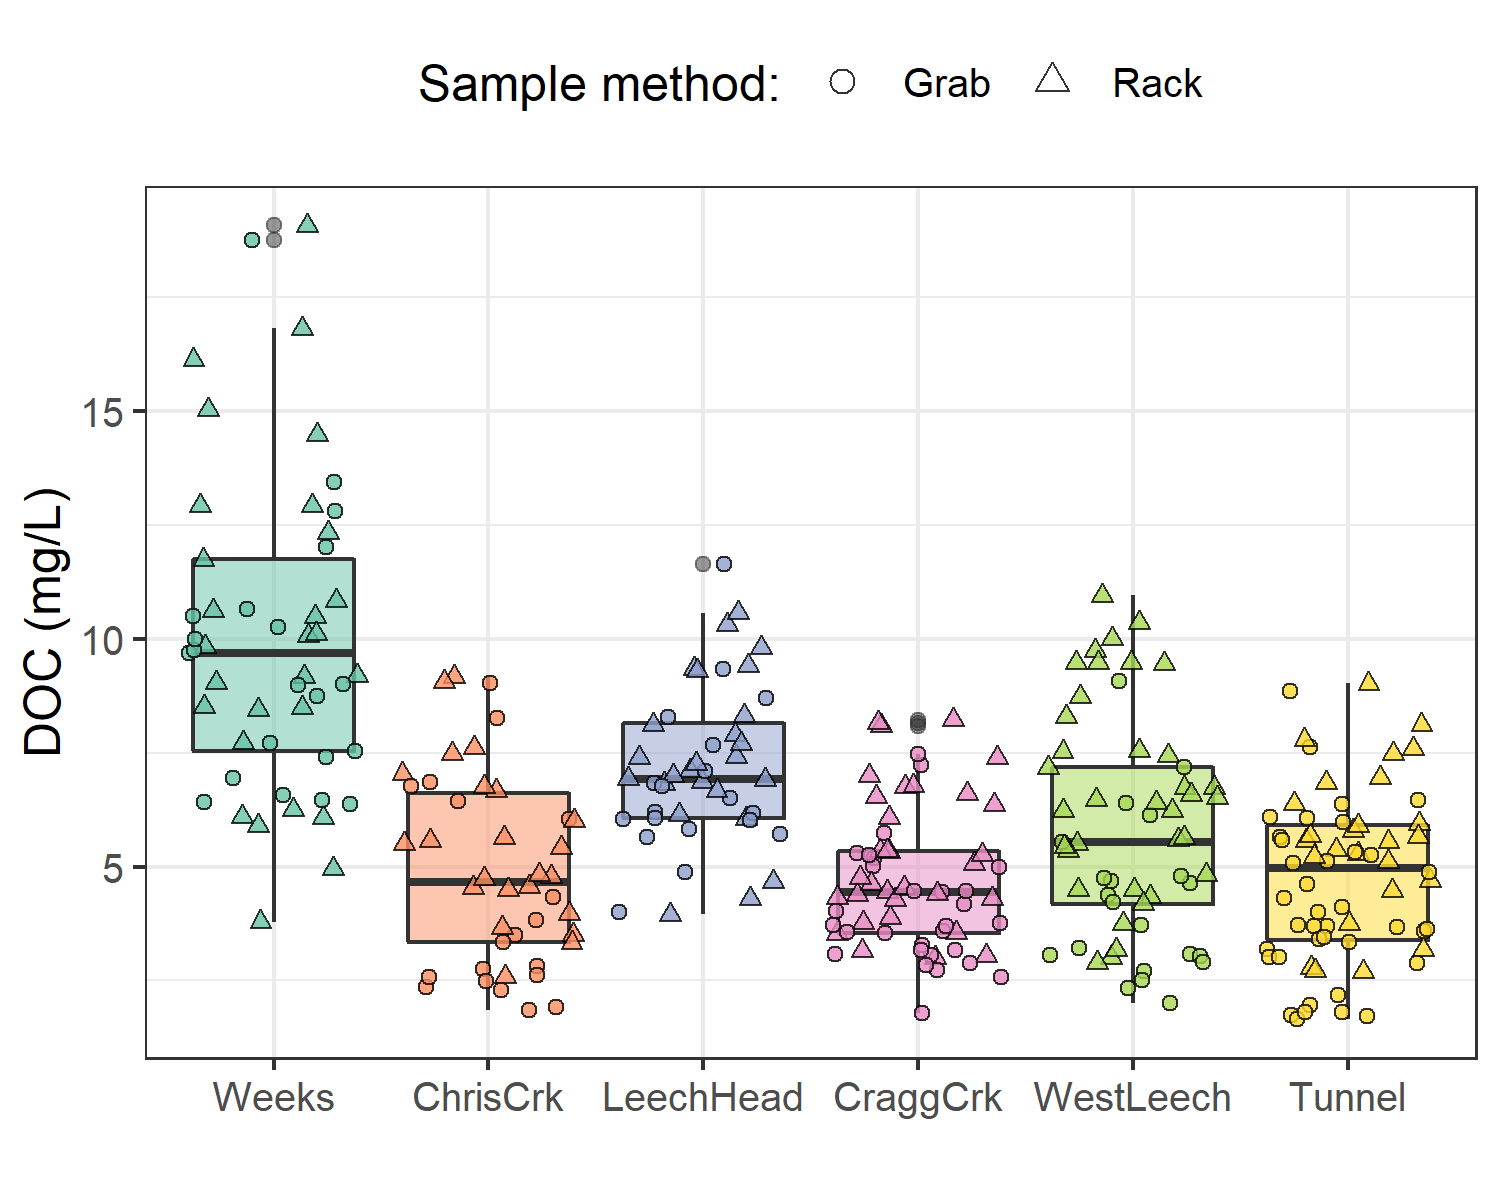 Sample method: Grab Rack
DOC (mg/L)
15
10
5
Weeks ChrisCrk LeechHead CraggCrk WestLeech Tunnel